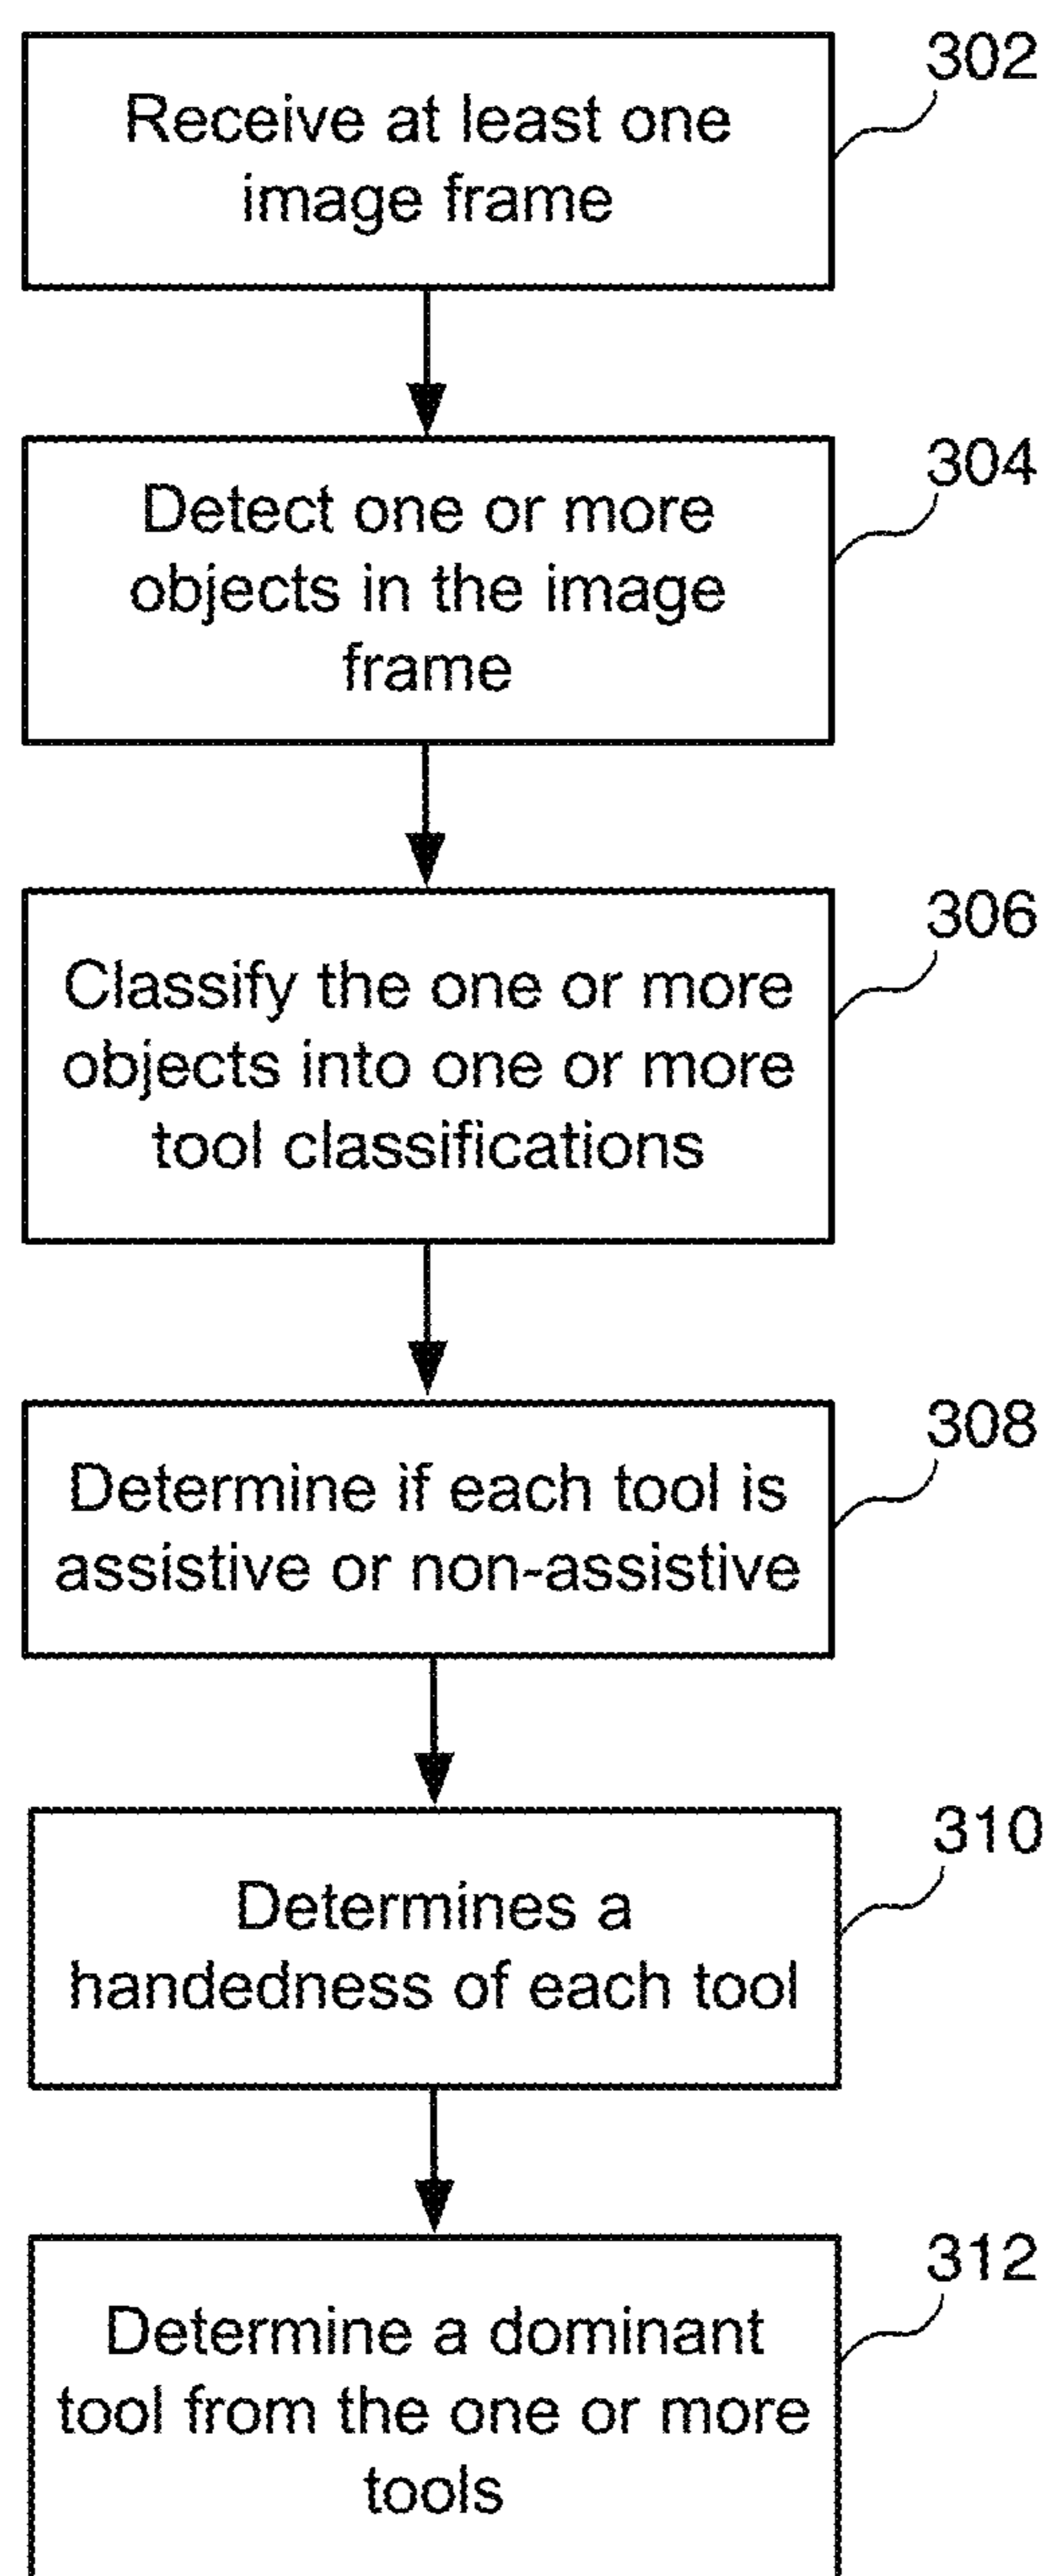 302
Receive at least one
image frame
304
Detect one or more
objects in the image
frame
306
Classify the one or more
objects into one or more
tool classifications
308
Determine if each tool is
assistive or non-assistive
310
Determines a
handedness of each tool
312
Determine a dominant
tool from the one or more
tools